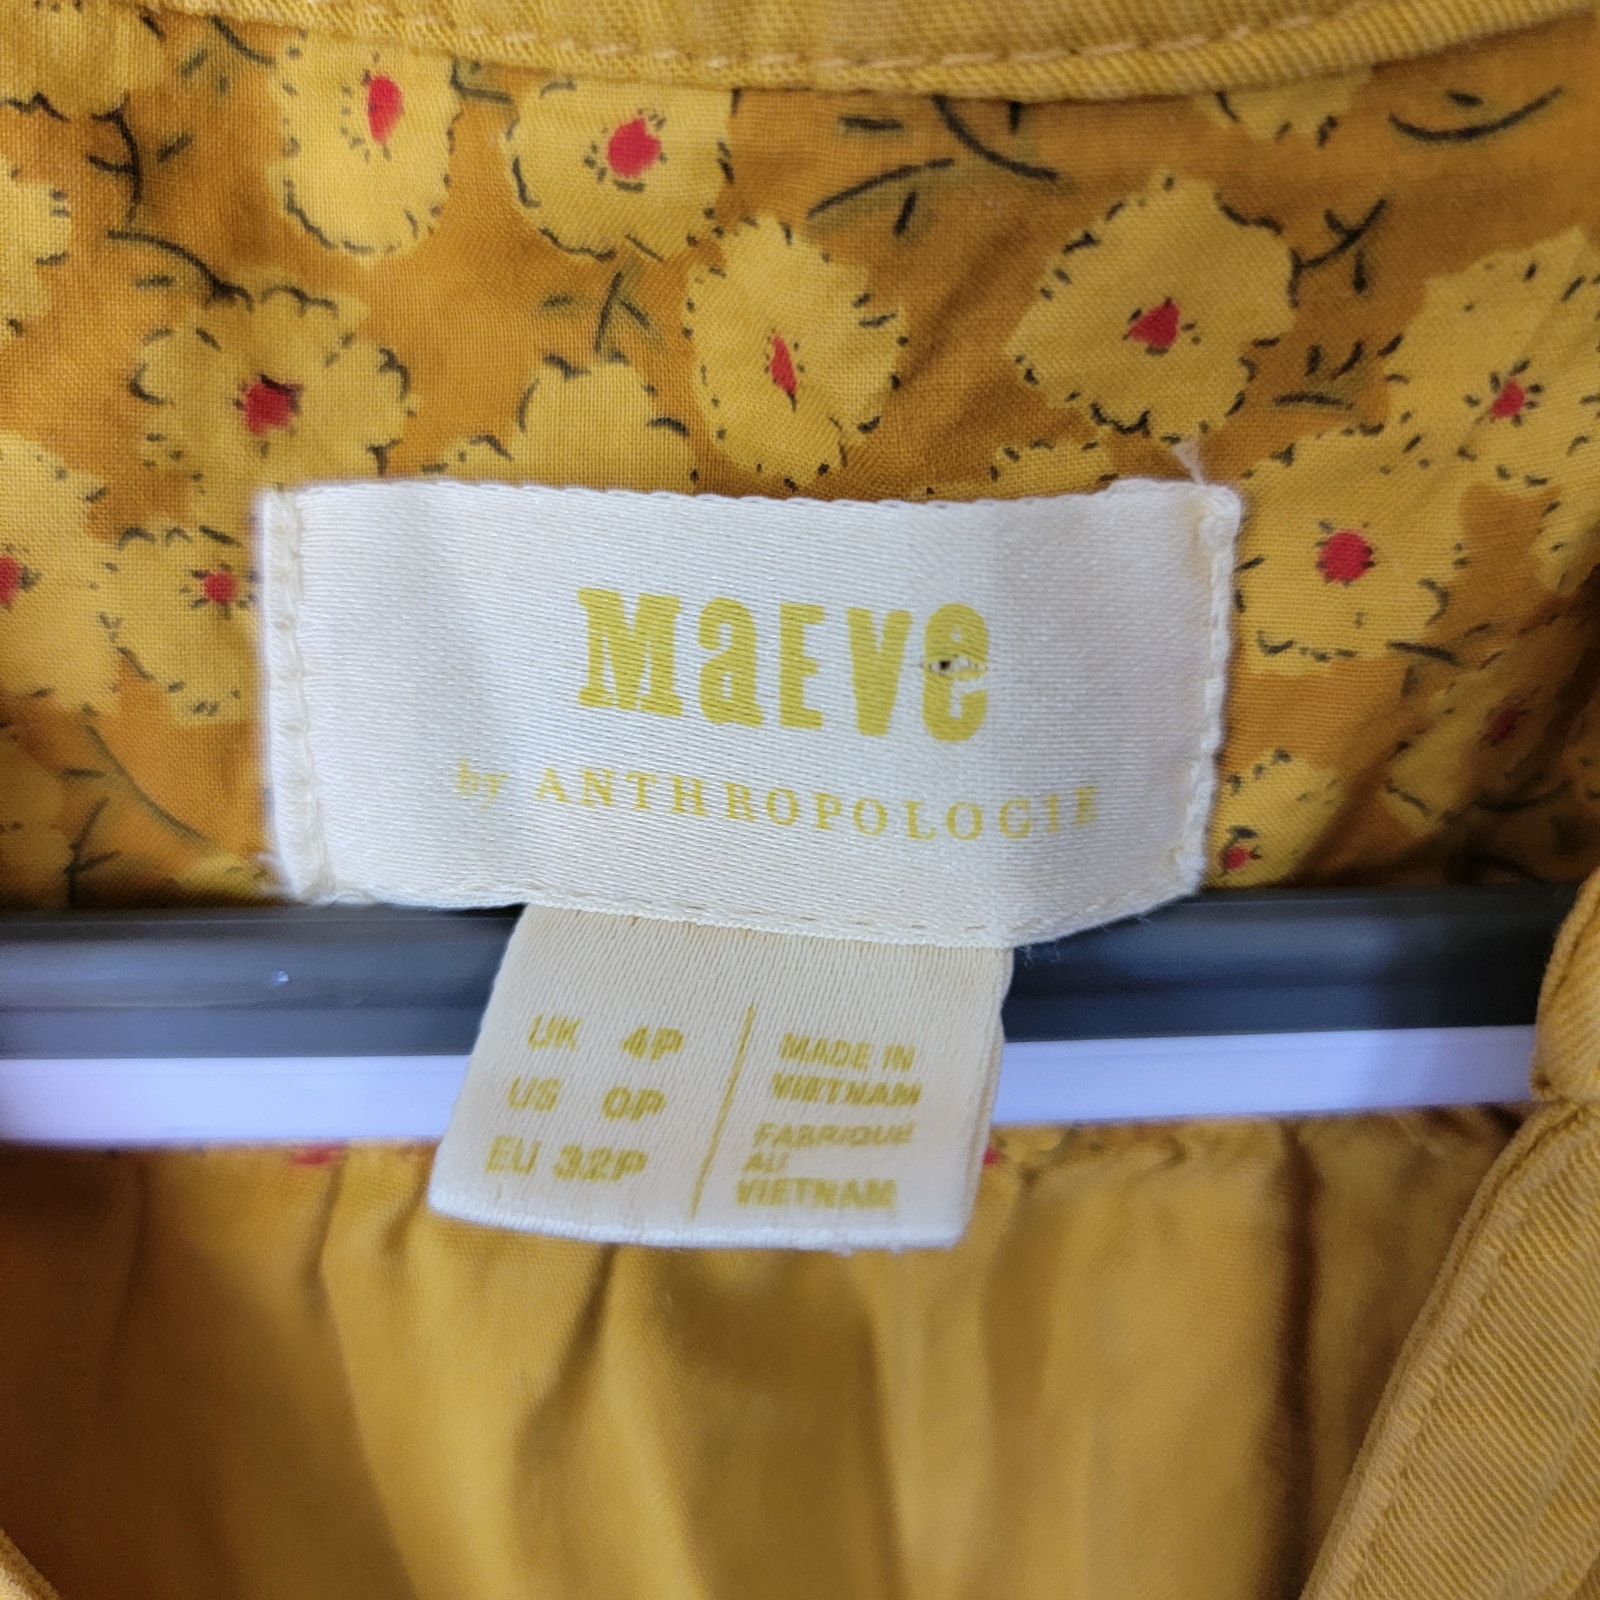 MaEVe
by ANTHROPOLOGIE
UK 4P
US 0P
EU 32P
MADE IN
VIETNAM
FABRIQUÉ
AU
VIETNAM